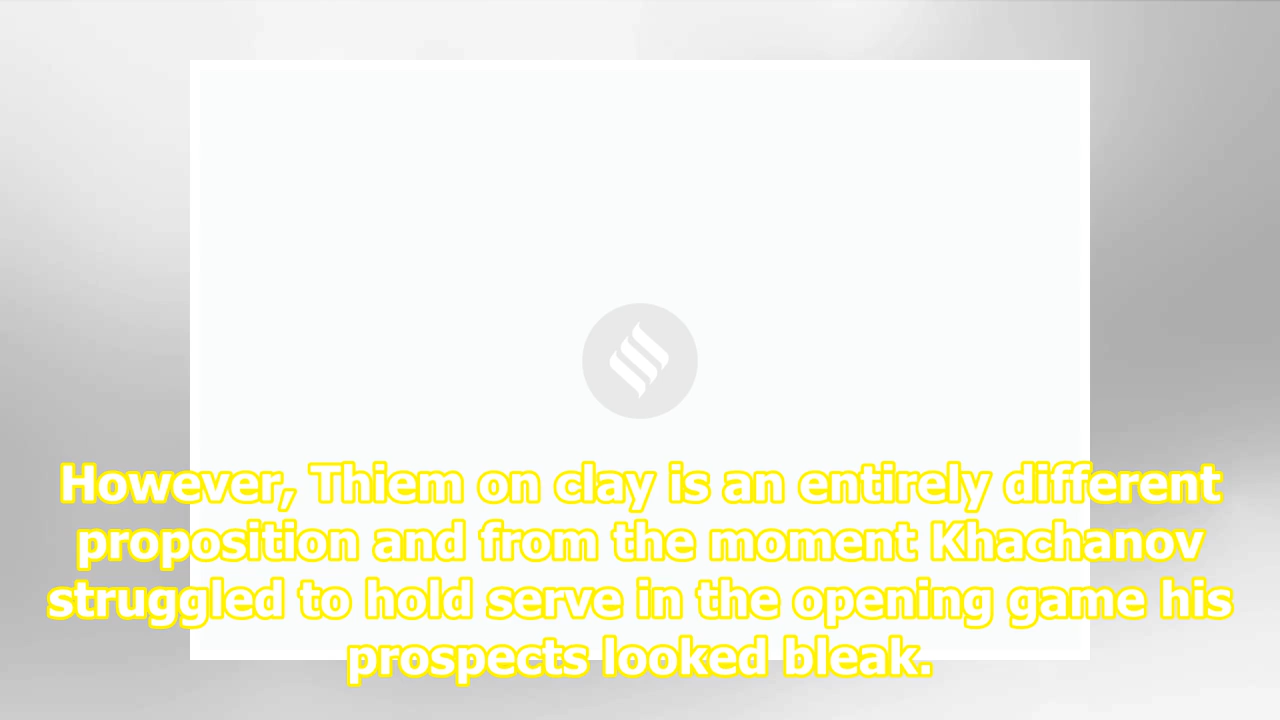 However, Thiem on clay is an entirely different
proposition and from the moment Khachanov
struggled to hold serve in the opening game his
prospects looked bleak.